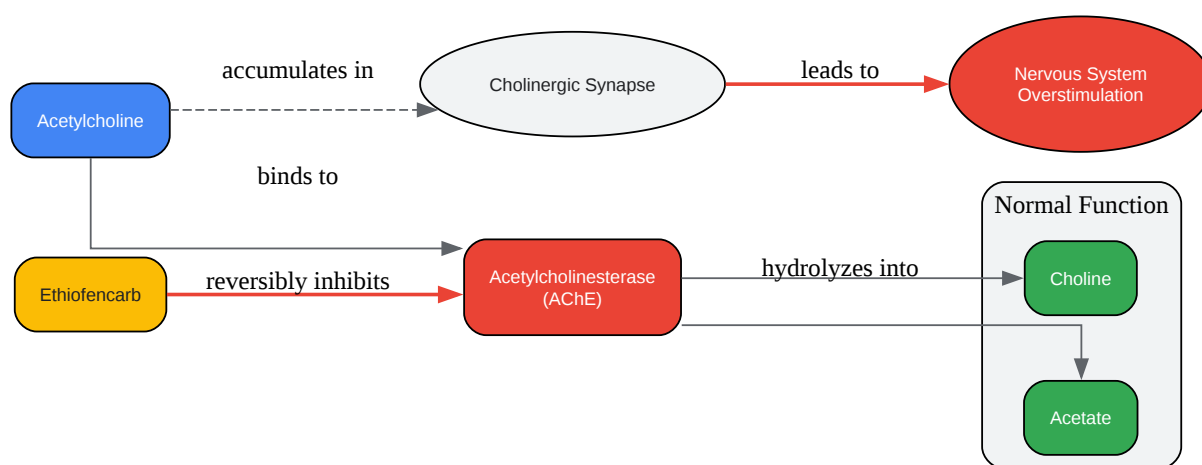 accumulates in
Cholinergic Synapse
leads to
Nervous System
Overstimulation
Acetylcholine
binds to
Normal Function
Ethiofencarb
reversibly inhibits
Acetylcholinesterase
(AChE)
hydrolyzes into
Choline
Acetate